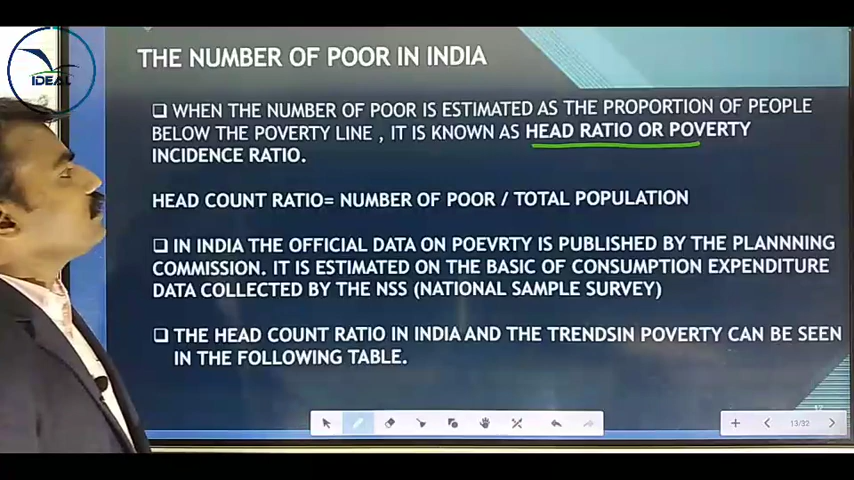 IDEAL
THE NUMBER OF POOR IN INDIA
❑ WHEN THE NUMBER OF POOR IS ESTIMATED AS THE PROPORTION OF PEOPLE
BELOW THE POVERTY LINE , IT IS KNOWN AS HEAD RATIO OR POVERTY
INCIDENCE RATIO.
HEAD COUNT RATIO= NUMBER OF POOR / TOTAL POPULATION
❑ IN INDIA THE OFFICIAL DATA ON POEVRTY IS PUBLISHED BY THE PLANNNING
COMMISSION. IT IS ESTIMATED ON THE BASIC OF CONSUMPTION EXPENDITURE
DATA COLLECTED BY THE NSS (NATIONAL SAMPLE SURVEY)
❑ THE HEAD COUNT RATIO IN INDIA AND THE TRENDSIN POVERTY CAN BE SEEN
IN THE FOLLOWING TABLE.
13/32